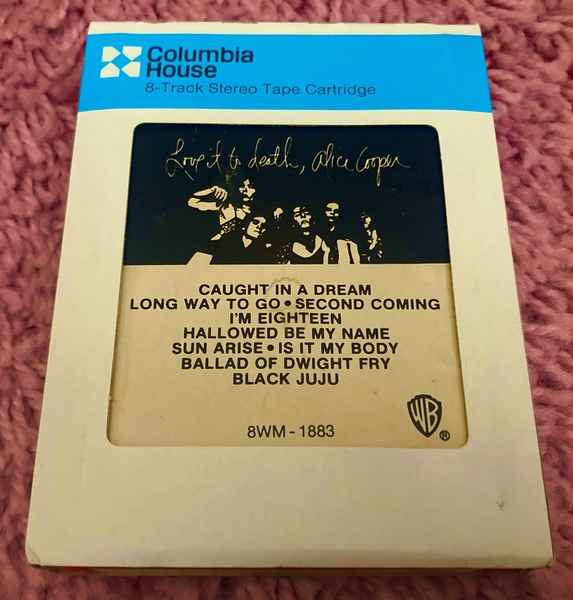 Columbia
House
8-Track Stereo Tape Cartridge
Love it to death, Alice Cooper
CAUGHT IN A DREAM
LONG WAY TO GO • SECOND COMING
I'M EIGHTEEN
HALLOWED BE MY NAME
SUN ARISE • IS IT MY BODY
BALLAD OF DWIGHT FRY
BLACK JUJU
WB
®
8WM - 1883